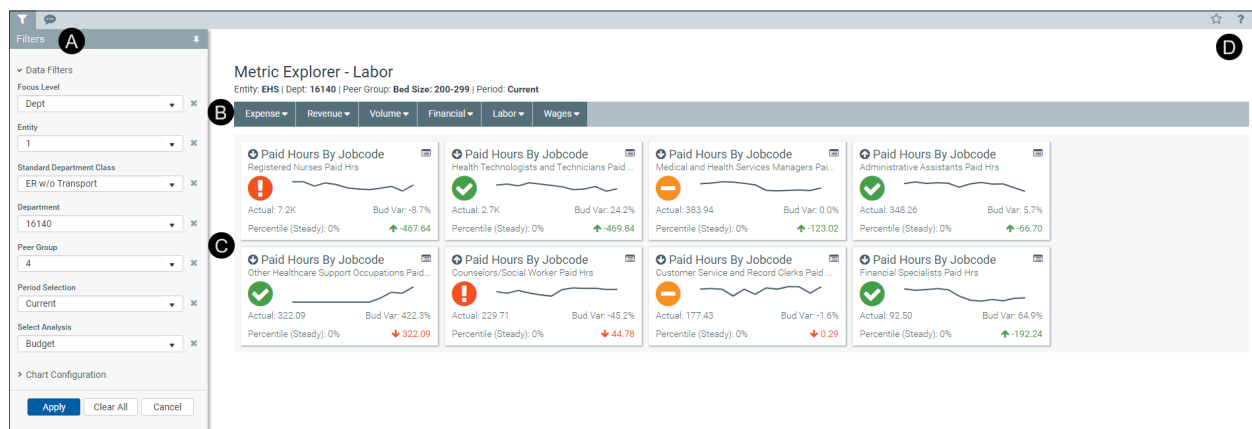 Filters
A
D
Data Filters
Focus Level
Dept
Entity
1
Standard Department Class
ER w/o Transport
Department
16140
Peer Group
4
Period Selection
Current
Select Analysis
Budget
Chart Configuration
Apply Clear All Cancel
?
Metric Explorer - Labor
Entity: EHS | Dept: 16140 | Peer Group: Bed Size: 200-299 | Period: Current
B
Expense Revenue Volume Financial Labor Wages
C
Paid Hours By Jobcode
Registered Nurses Paid Hrs
Actual: 7.2K Bud Var: -8.7%
Percentile (Steady): 0% -467.64
Paid Hours By Jobcode
Health Technologists and Technicians Paid ...
Actual: 2.7K Bud Var: 24.2%
Percentile (Steady): 0% -469.84
Paid Hours By Jobcode
Medical and Health Services Managers Pai...
Actual: 383.94 Bud Var: 0.0%
Percentile (Steady): 0% -123.02
Paid Hours By Jobcode
Administrative Assistants Paid Hrs
Actual: 348.26 Bud Var: 5.7%
Percentile (Steady): 0% -66.70
Paid Hours By Jobcode
Other Healthcare Support Occupations Paid...
Actual: 322.09 Bud Var: 422.3%
Percentile (Steady): 0% 322.09
Paid Hours By Jobcode
Counselors/Social Worker Paid Hrs
Actual: 229.71 Bud Var: -45.2%
Percentile (Steady): 0% 44.78
Paid Hours By Jobcode
Customer Service and Record Clerks Paid ...
Actual: 177.43 Bud Var: -1.6%
Percentile (Steady): 0% 0.29
Paid Hours By Jobcode
Financial Specialists Paid Hrs
Actual: 92.50 Bud Var: 64.9%
Percentile (Steady): 0% -192.24